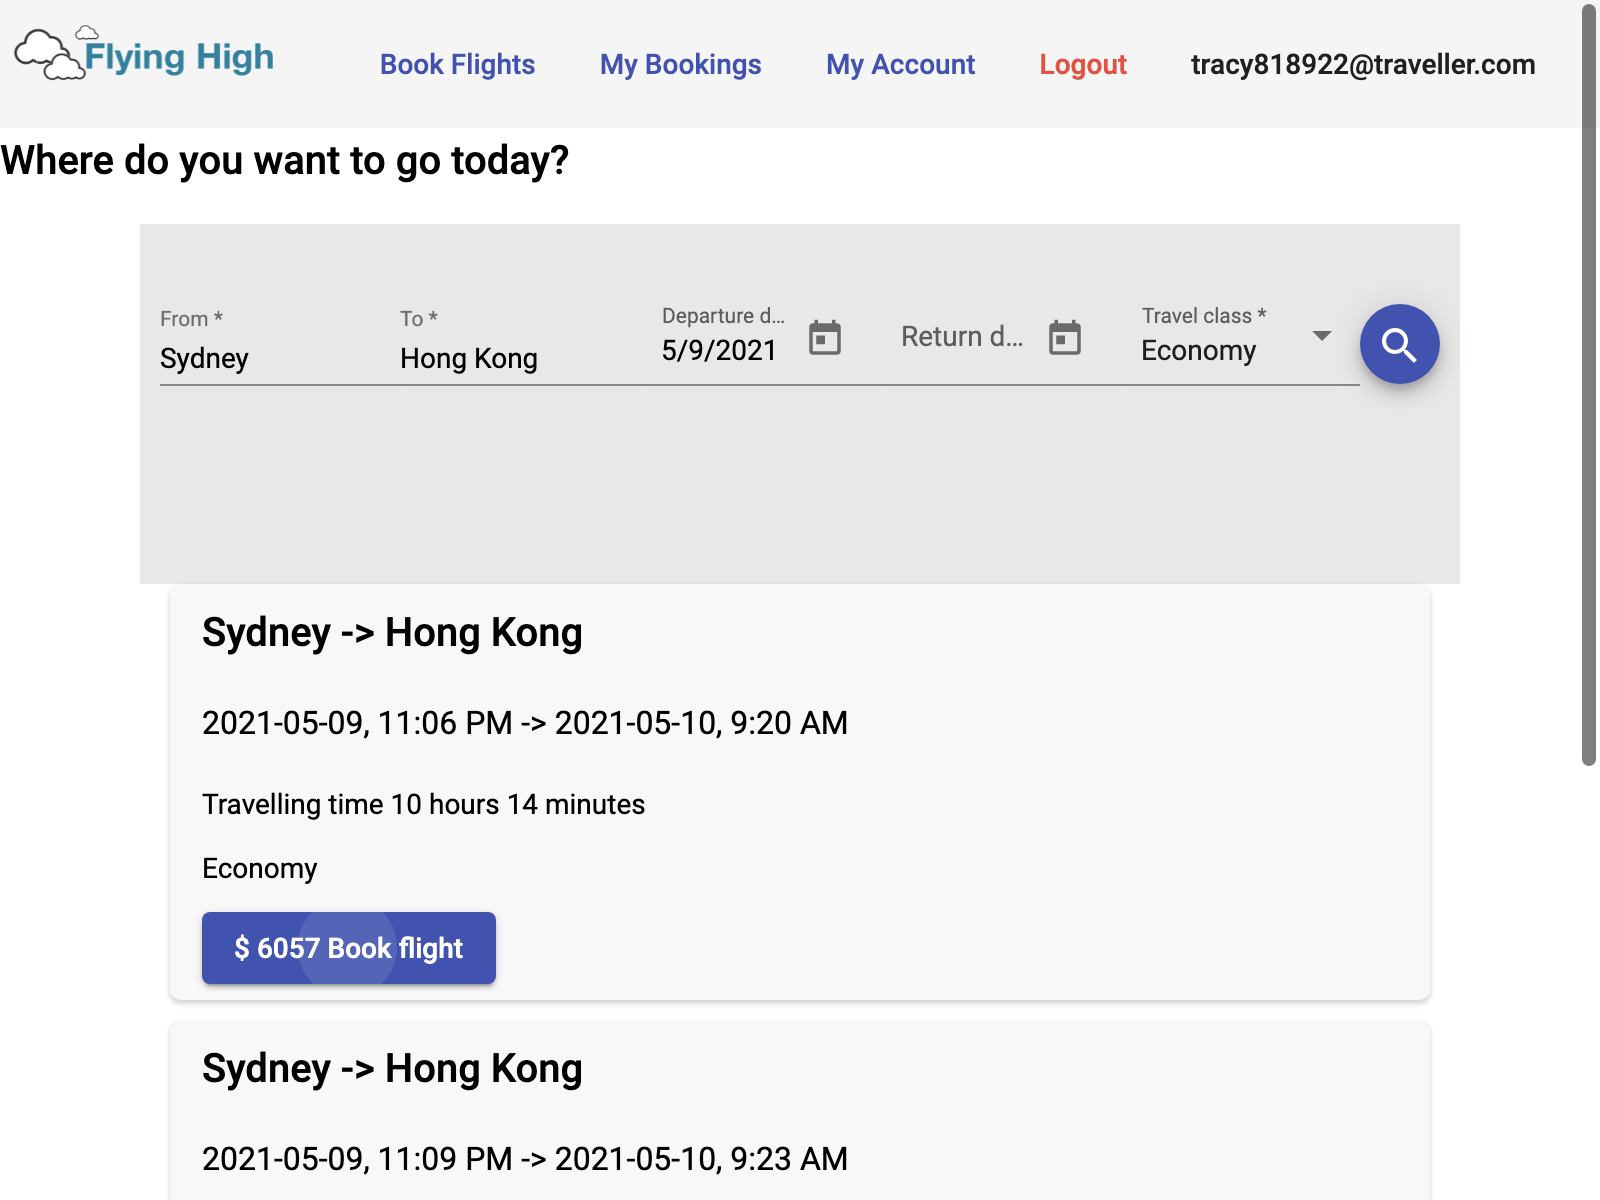 Flying High
Book Flights My Bookings My Account Logout tracy818922@traveller.com
Where do you want to go today?
From * To * Departure d... Return d... Travel class *
Sydney Hong Kong 5/9/2021 Economy
Sydney -> Hong Kong
2021-05-09, 11:06 PM -> 2021-05-10, 9:20 AM
Travelling time 10 hours 14 minutes
Economy
$ 6057 Book flight
Sydney -> Hong Kong
2021-05-09, 11:09 PM -> 2021-05-10, 9:23 AM